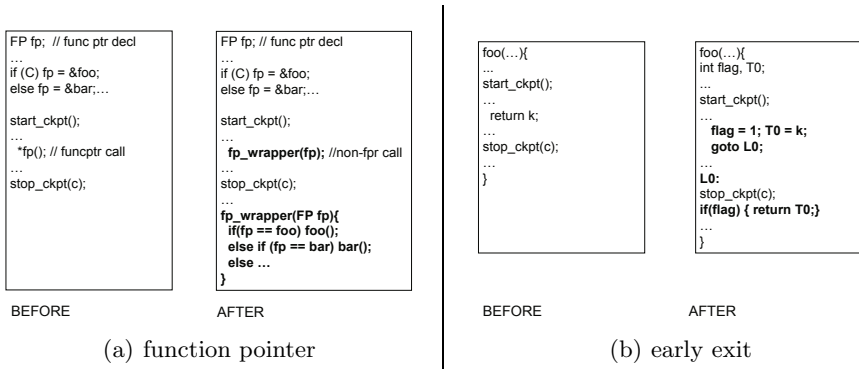 FP fp;  // func ptr decl
…
if (C) fp = &foo;
else fp = &bar;…
start_ckpt();
…
*fp(); // funcptr call
…
stop_ckpt(c);
BEFORE
FP fp; // func ptr decl
…
if (C) fp = &foo;
else fp = &bar;…
start_ckpt();
…
fp_wrapper(fp); //non-fpr call
…
stop_ckpt(c);
…
fp_wrapper(FP fp){
if(fp == foo) foo();
else if (fp == bar) bar();
else …
}
AFTER
(a) function pointer
foo(…){
...
start_ckpt();
…
return k;
…
stop_ckpt(c);
…
}
BEFORE
foo(…){
int flag, T0;
...
start_ckpt();
…
flag = 1; T0 = k;
goto L0;
…
L0:
stop_ckpt(c);
if(flag) { return T0;}
…
}
AFTER
(b) early exit